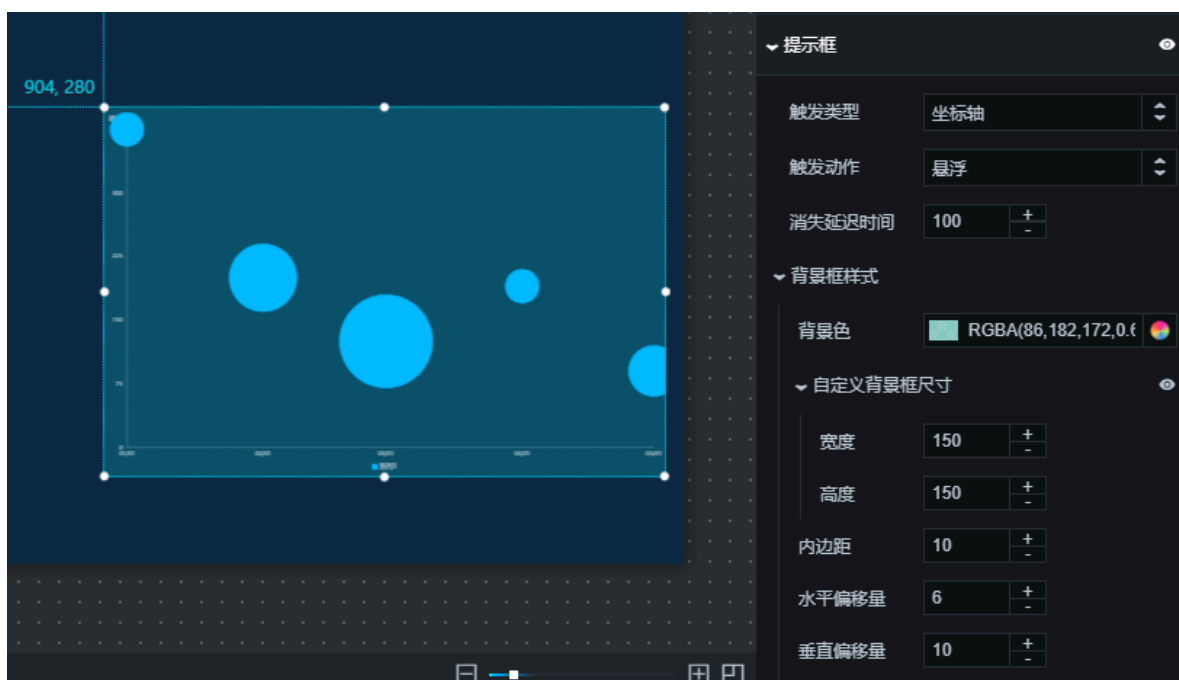 904, 280
提示框
触发类型 坐标轴
触发动作 悬浮
消失延迟时间 100 + -
背景框样式
背景色 RGBA(86,182,172,0.6
自定义背景框尺寸
宽度 150 + -
高度 150 + -
内边距 10 + -
水平偏移量 6 + -
垂直偏移量 10 + -
75
0